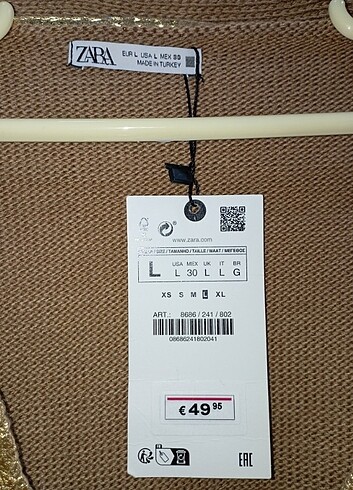 ZARA
EUR L USA L MEX 30
MADE IN TURKEY
www.zara.com
L
USA MEX UK IT BR
L 30 L L G
XS S M L XL
ART.: 8686 / 241 / 802
08686241802041
€ 49 95
EAC